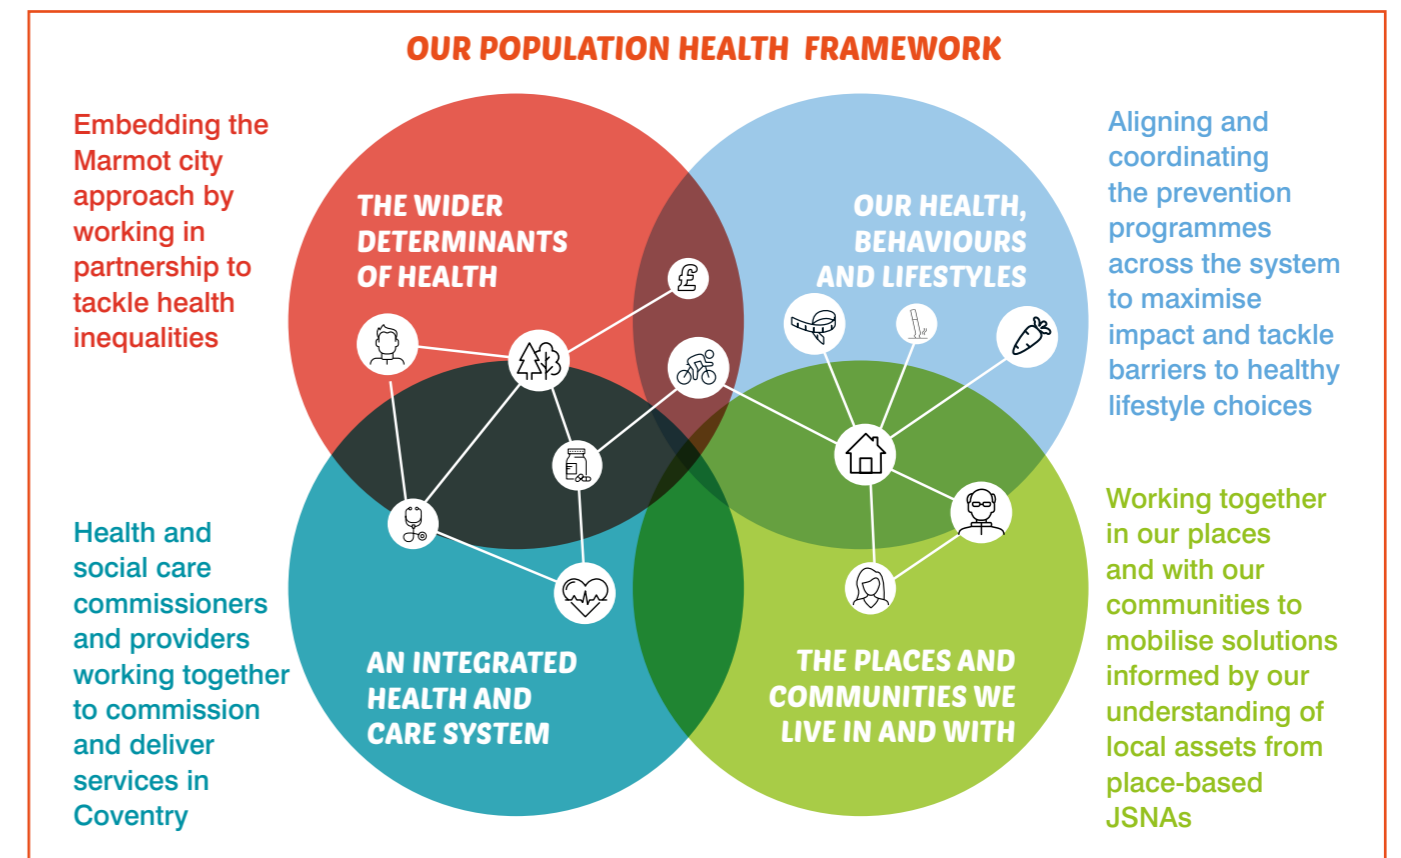 OUR POPULATION HEALTH FRAMEWORK
Embedding the
Marmot city
approach by
working in
partnership to
tackle health
inequalities
THE WIDER
DETERMINANTS
OF HEALTH
£
OUR HEALTH,
BEHAVIOURS
AND LIFESTYLES
Aligning and
coordinating
the prevention
programmes
across the system
to maximise
impact and tackle
barriers to healthy
lifestyle choices
Health and
social care
commissioners
and providers
working together
to commission
and deliver
services in
Coventry
AN INTEGRATED
HEALTH AND
CARE SYSTEM
THE PLACES AND
COMMUNITIES WE
LIVE IN AND WITH
Working together
in our places
and with our
communities to
mobilise solutions
informed by our
understanding of
local assets from
place-based
JSNAs